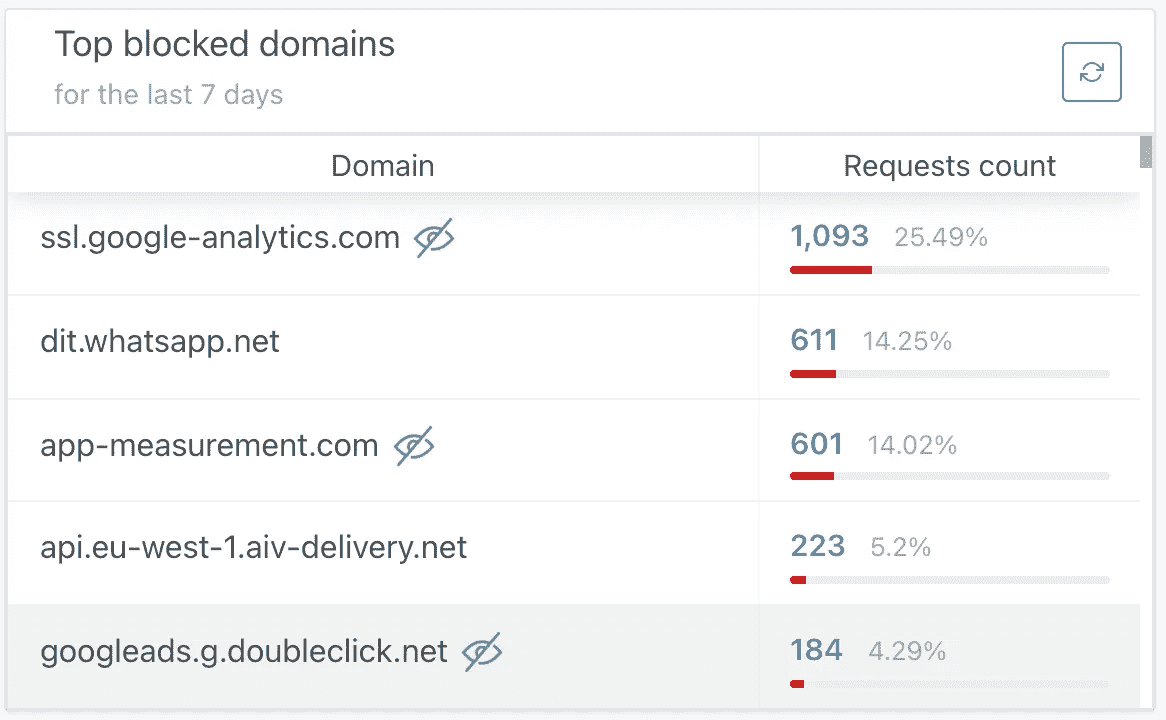 Top blocked domains
for the last 7 days
Domain Requests count
ssl.google-analytics.com 1,093 25.49%
dit.whatsapp.net 611 14.25%
app-measurement.com 601 14.02%
api.eu-west-1.aiv-delivery.net 223 5.2%
googleads.g.doubleclick.net 184 4.29%